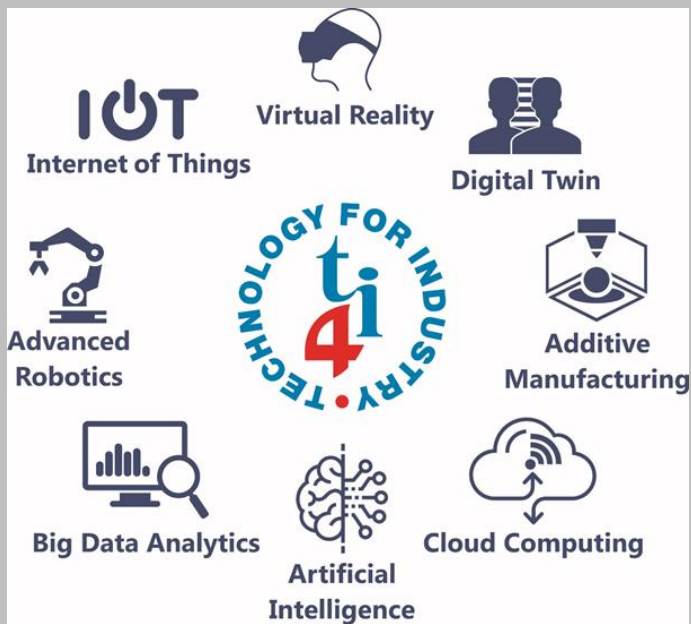 Virtual Reality
IOT
Internet of Things
Digital Twin
TECHNOLOGY FOR INDUSTRY •
ti
4
Advanced
Robotics
Additive
Manufacturing
Big Data Analytics
Cloud Computing
Artificial
Intelligence